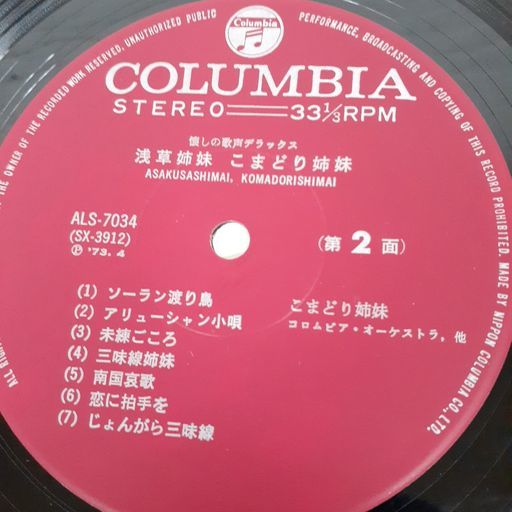 Columbia
THE OWNER OF THE RECORDED WORK RESERVED. UNAUTHORIZED PUBLIC PERFORMANCE, BROADCASTING AND COPYING OF THIS RECORD PROHIBITED. MADE BY NIPPON COLUMBIA CO., LTD.
ALL RIGH
COLUMBIA
STEREO 33⅓RPM
懐しの歌声デラックス
浅草姉妹 こまどり姉妹
ASAKUSASHIMAI, KOMADORISHIMAI
ALS-7034
(SX-3912)
℗ '73. 4
(第2面)
(1) ソーラン渡り鳥
(2) アリューシャン小唄
(3) 未練ごころ
(4) 三味線姉妹
(5) 南国哀歌
(6) 恋に拍手を
(7) じょんがら三味線
こまどり姉妹
コロムビア・オーケストラ, 他